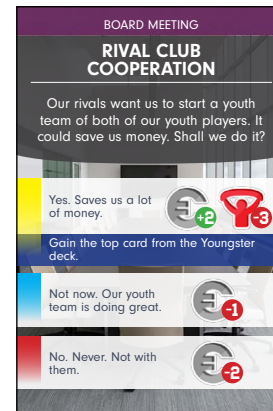 BOARD MEETING
RIVAL CLUB
COOPERATION
Our rivals want us to start a youth
team of both of our youth players. It
could save us money. Shall we do it?
Yes. Saves us a lot
of money.
+2
-3
Gain the top card from the Youngster
deck.
Not now. Our youth
team is doing great.
-1
No. Never. Not with
them.
-2